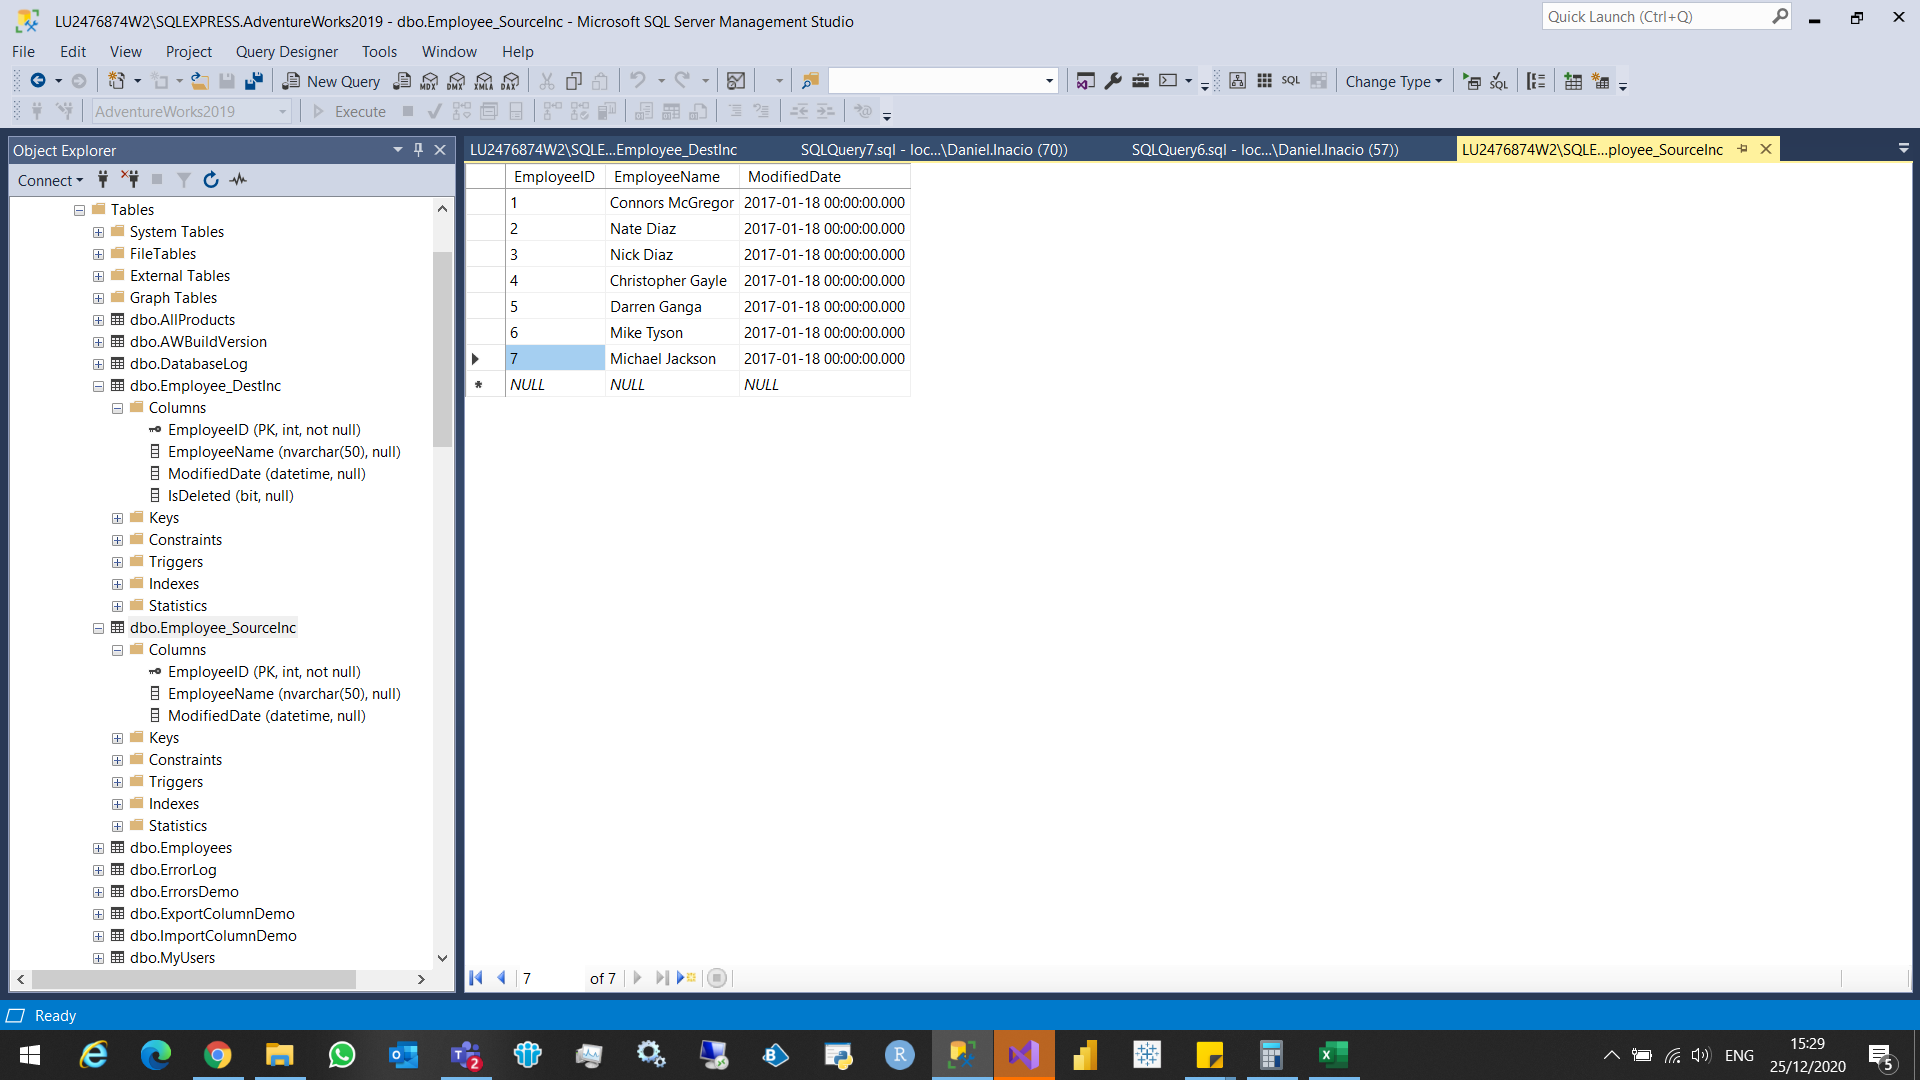 LU2476874W2\SQLEXPRESS.AdventureWorks2019 - dbo.Employee_SourceInc - Microsoft SQL Server Management Studio
Quick Launch (Ctrl+Q)
File Edit View Project Query Designer Tools Window Help
New Query MDX DMX XMLA DAX SQL Change Type SQL
AdventureWorks2019 Execute
Object Explorer
Connect
Tables
System Tables
FileTables
External Tables
Graph Tables
dbo.AllProducts
dbo.AWBuildVersion
dbo.DatabaseLog
dbo.Employee_DestInc
Columns
EmployeeID (PK, int, not null)
EmployeeName (nvarchar(50), null)
ModifiedDate (datetime, null)
IsDeleted (bit, null)
Keys
Constraints
Triggers
Indexes
Statistics
dbo.Employee_SourceInc
Columns
EmployeeID (PK, int, not null)
EmployeeName (nvarchar(50), null)
ModifiedDate (datetime, null)
Keys
Constraints
Triggers
Indexes
Statistics
dbo.Employees
dbo.ErrorLog
dbo.ErrorsDemo
dbo.ExportColumnDemo
dbo.ImportColumnDemo
dbo.MyUsers
LU2476874W2\SQLE...Employee_DestInc SQLQuery7.sql - loc...\Daniel.Inacio (70)) SQLQuery6.sql - loc...\Daniel.Inacio (57)) LU2476874W2\SQLE...ployee_SourceInc
EmployeeID EmployeeName ModifiedDate
1 Connors McGregor 2017-01-18 00:00:00.000
2 Nate Diaz 2017-01-18 00:00:00.000
3 Nick Diaz 2017-01-18 00:00:00.000
4 Christopher Gayle 2017-01-18 00:00:00.000
5 Darren Ganga 2017-01-18 00:00:00.000
6 Mike Tyson 2017-01-18 00:00:00.000
7 Michael Jackson 2017-01-18 00:00:00.000
* NULL NULL NULL
7 of 7
Ready
2
ENG
15:29
25/12/2020
5